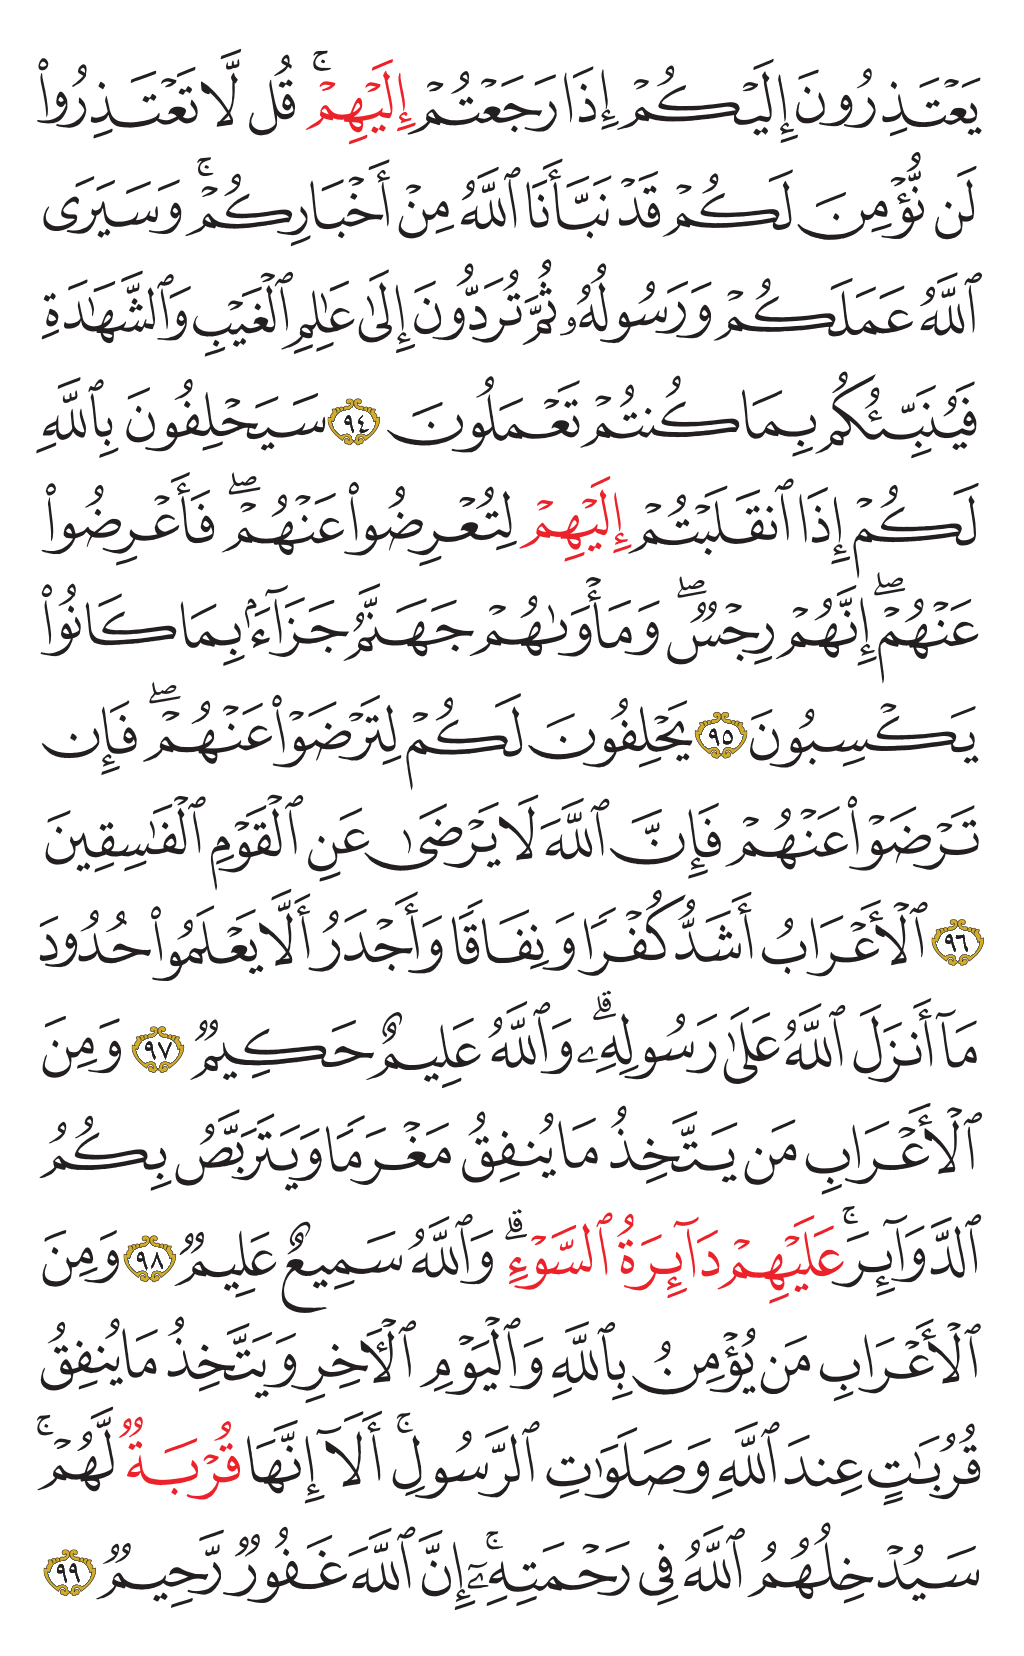 يَعۡتَذِرُونَ إِلَيۡكُمۡ إِذَا رَجَعۡتُمۡ إِلَيۡهِمۡۚ قُل لَّا تَعۡتَذِرُواْ
لَن نُّؤۡمِنَ لَكُمۡ قَدۡ نَبَّأَنَا ٱللَّهُ مِنۡ أَخۡبَارِكُمۡۚ وَسَيَرَى
ٱللَّهُ عَمَلَكُمۡ وَرَسُولُهُۥ ثُمَّ تُرَدُّونَ إِلَىٰ عَٰلِمِ ٱلۡغَيۡبِ وَٱلشَّهَٰدَةِ
فَيُنَبِّئُكُم بِمَا كُنتُمۡ تَعۡمَلُونَ ٩٤ سَيَحۡلِفُونَ بِٱللَّهِ
لَكُمۡ إِذَا ٱنقَلَبۡتُمۡ إِلَيۡهِمۡ لِتُعۡرِضُواْ عَنۡهُمۡۖ فَأَعۡرِضُواْ
عَنۡهُمۡۖ إِنَّهُمۡ رِجۡسٞۖ وَمَأۡوَىٰهُمۡ جَهَنَّمُ جَزَآءَۢ بِمَا كَانُواْ
يَكۡسِبُونَ ٩٥ يَحۡلِفُونَ لَكُمۡ لِتَرۡضَوۡاْ عَنۡهُمۡۖ فَإِن
تَرۡضَوۡاْ عَنۡهُمۡ فَإِنَّ ٱللَّهَ لَا يَرۡضَىٰ عَنِ ٱلۡقَوۡمِ ٱلۡفَٰسِقِينَ
٩٦ ٱلۡأَعۡرَابُ أَشَدُّ كُفۡرٗا وَنِفَاقٗا وَأَجۡدَرُ أَلَّا يَعۡلَمُواْ حُدُودَ
مَآ أَنزَلَ ٱللَّهُ عَلَىٰ رَسُولِهِۦۗ وَٱللَّهُ عَلِيمٌ حَكِيمٞ ٩٧ وَمِنَ
ٱلۡأَعۡرَابِ مَن يَتَّخِذُ مَا يُنفِقُ مَغۡرَمٗا وَيَتَرَبَّصُ بِكُمُ
ٱلدَّوَآئِرَۚ عَلَيۡهِمۡ دَآئِرَةُ ٱلسَّوۡءِۗ وَٱللَّهُ سَمِيعٌ عَلِيمٞ ٩٨ وَمِنَ
ٱلۡأَعۡرَابِ مَن يُؤۡمِنُ بِٱللَّهِ وَٱلۡيَوۡمِ ٱلۡأٓخِرِ وَيَتَّخِذُ مَا يُنفِقُ
قُرُبَٰتٍ عِندَ ٱللَّهِ وَصَلَوَٰتِ ٱلرَّسُولِۚ أَلَآ إِنَّهَا قُرۡبَةٞ لَّهُمۡۚ
سَيُدۡخِلُهُمُ ٱللَّهُ فِي رَحۡمَتِهِۦٓۚ إِنَّ ٱللَّهَ غَفُورٞ رَّحِيمٞ ٩٩